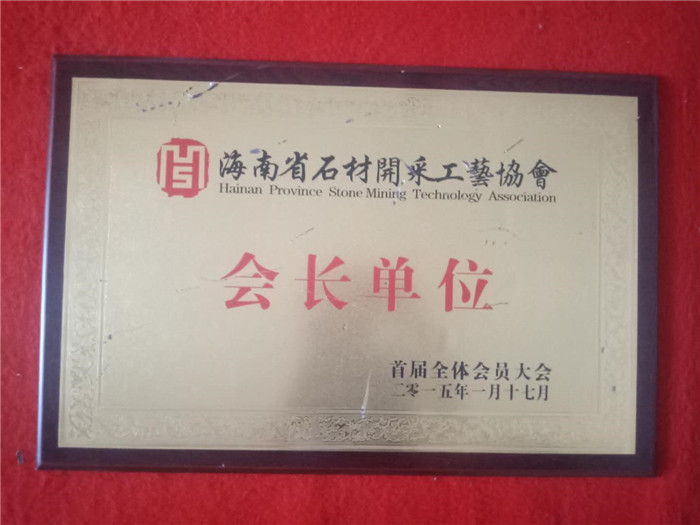 海南省石材開采工藝協會
Hainan Province Stone Mining Technology Association
会长单位
首届全体会员大会
二零一五年一月十七月